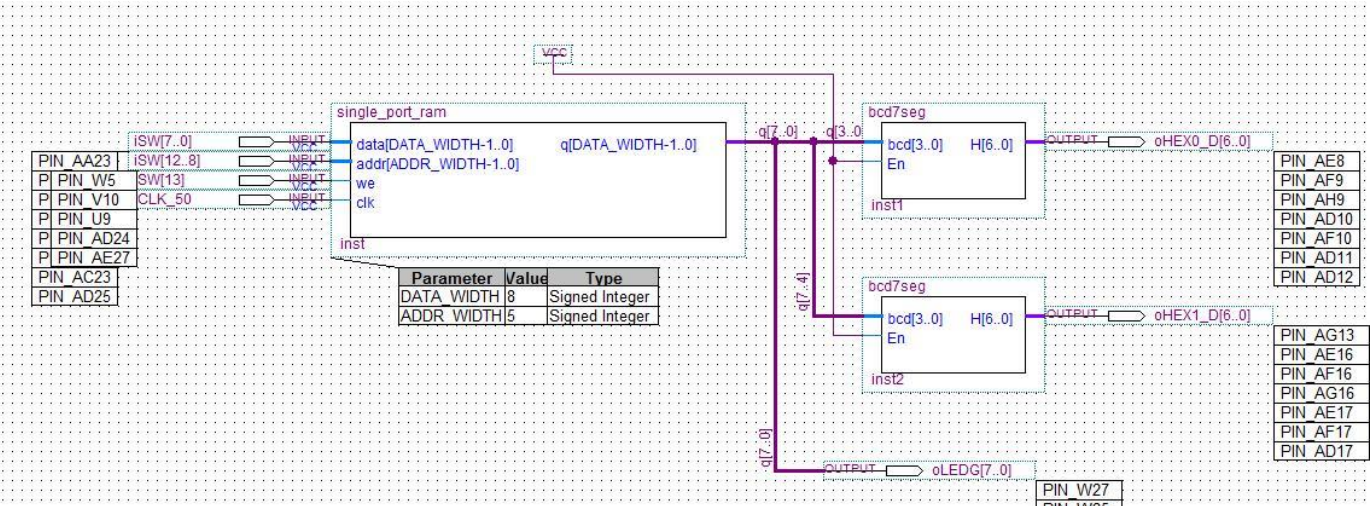 VCC
single_port_ram
iSW[7..0]
INPUT
VCC
data[DATA_WIDTH-1..0]
q[DATA_WIDTH-1..0]
q[7..0]
q[3..0
PIN_AA23
iSW[12..8]
INPUT
VCC
addr[ADDR_WIDTH-1..0]
P PIN_W5
SW[13]
INPUT
VCC
we
P PIN_V10
CLK_50
INPUT
VCC
clk
P PIN_U9
P PIN_AD24
P PIN_AE27
PIN_AC23
PIN_AD25
inst
Parameter Value Type
DATA_WIDTH 8 Signed Integer
ADDR_WIDTH 5 Signed Integer
bcd7seg
bcd[3..0] H[6..0]
En
inst1
OUTPUT
oHEX0_D[6..0]
PIN_AE8
PIN_AF9
PIN_AH9
PIN_AD10
PIN_AF10
PIN_AD11
PIN_AD12
q[7..4]
bcd7seg
bcd[3..0] H[6..0]
En
inst2
OUTPUT
oHEX1_D[6..0]
PIN_AG13
PIN_AE16
PIN_AF16
PIN_AG16
PIN_AE17
PIN_AF17
PIN_AD17
q[7..0]
OUTPUT
oLEDG[7..0]
PIN_W27